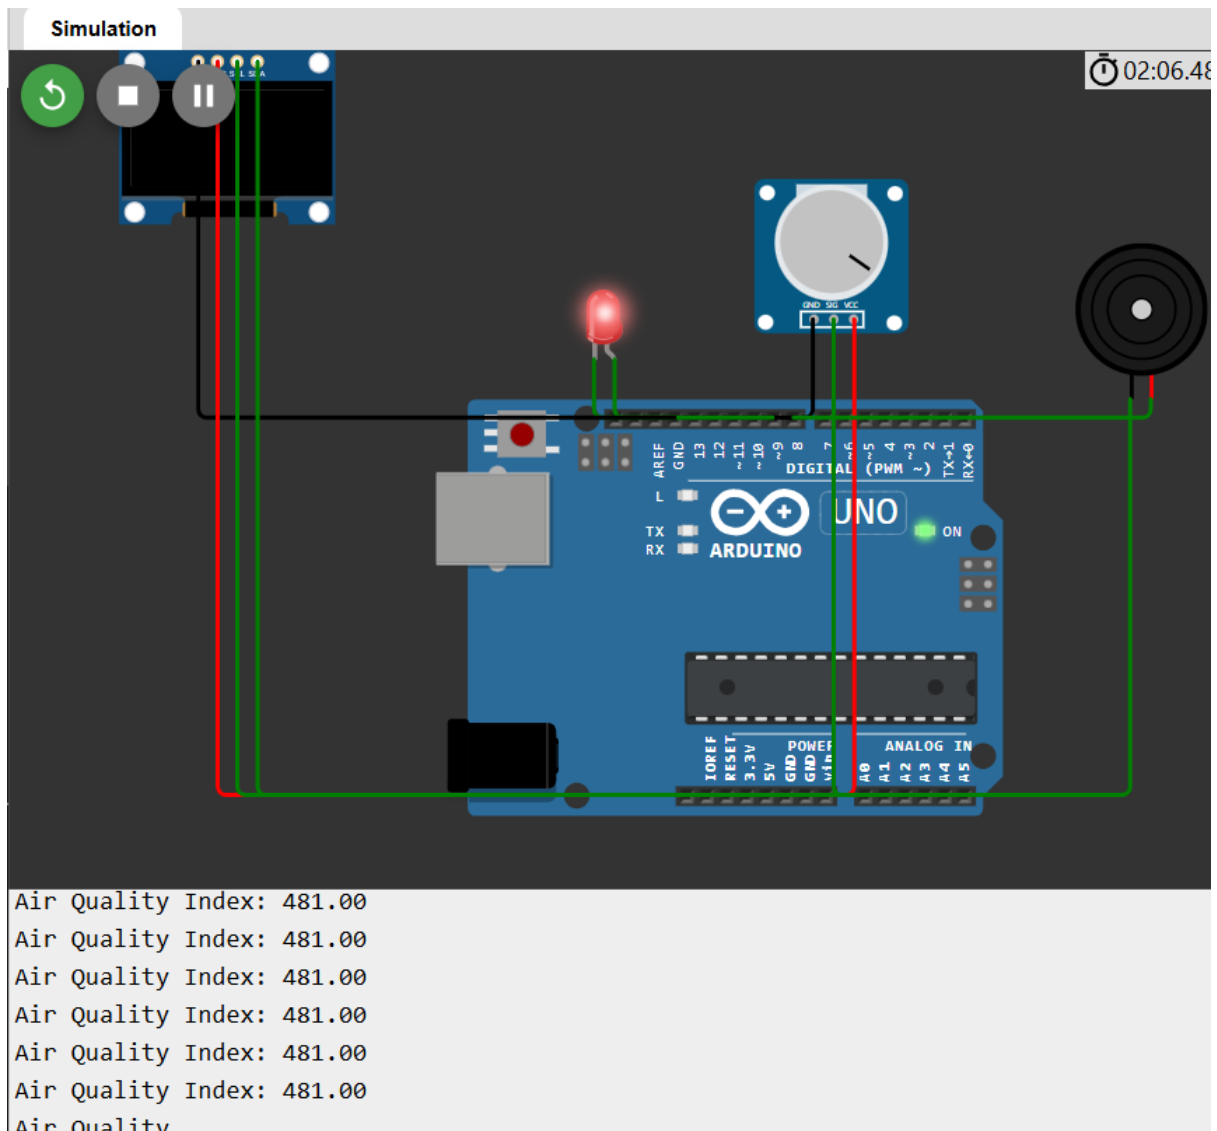 Simulation
02:06.48
SDA
GND SIG VCC
AREF
GND
13
12
~11
~10
~9
8
7
~6
~5
4
~3
2
TX→1
RX←0
DIGITAL (PWM ~)
L
TX
RX
UNO
ON
ARDUINO
IOREF
RESET
3.3V
5V
GND
GND
Vin
POWER
ANALOG IN
A0
A1
A2
A3
A4
A5
Air Quality Index: 481.00
Air Quality Index: 481.00
Air Quality Index: 481.00
Air Quality Index: 481.00
Air Quality Index: 481.00
Air Quality Index: 481.00
Air Quality